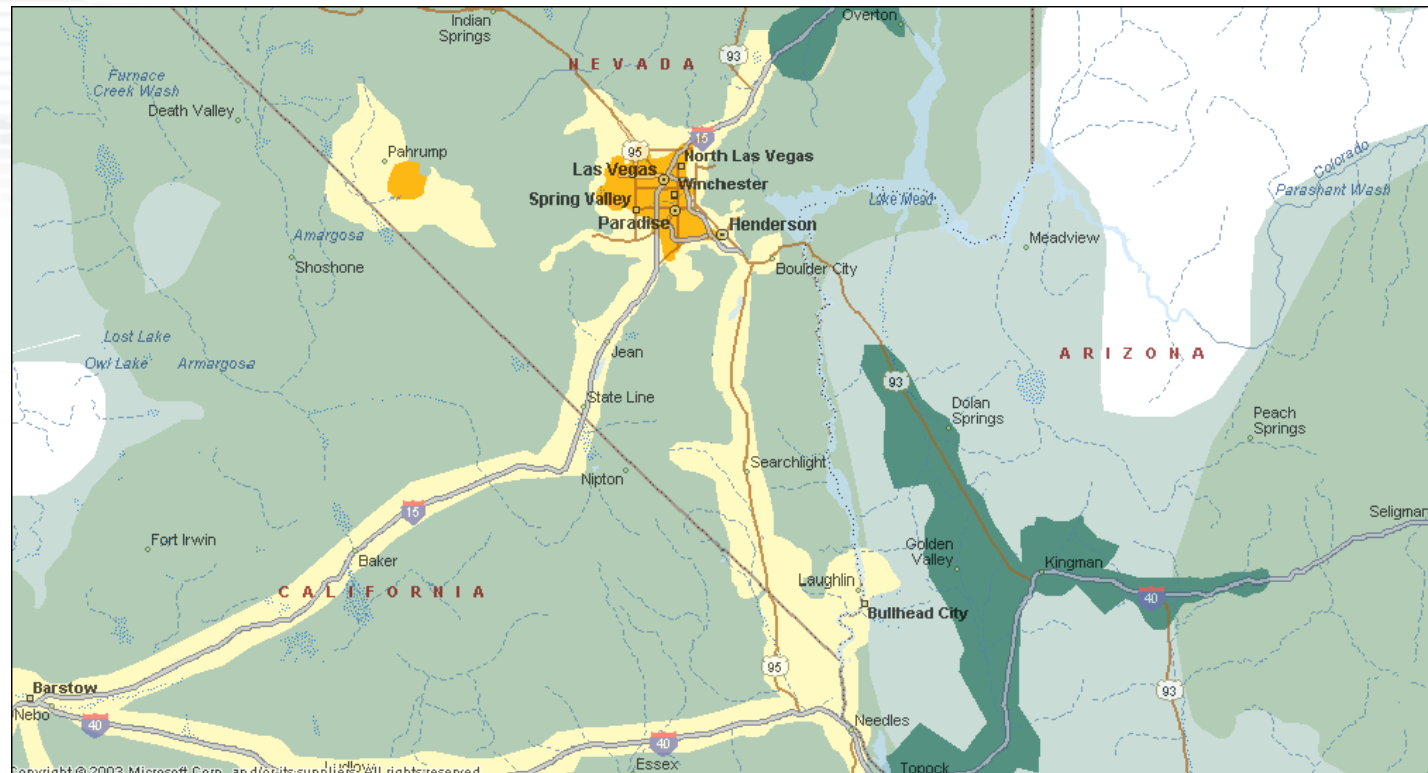 Indian
Springs
Overton
93
NEVADA
Furnace
Creek Wash
Death Valley
15
95
Pahrump
North Las Vegas
Las Vegas
Winchester
Colorado
Parashant Wash
Spring Valley
Lake Mead
Paradise
Henderson
Amargosa
Meadview
Shoshone
Boulder City
Lost Lake
Owl Lake
Armargosa
Jean
ARIZONA
93
State Line
Dolan
Springs
Peach
Springs
Searchlight
Nipton
15
Seligman
Fort Irwin
Baker
Golden
Valley
Kingman
CALIFORNIA
Laughlin
40
Bullhead City
95
93
Barstow
Nebo
40
Needles
40
Ludlow
Essex
Topock
Copyright © 2003 Microsoft Corp. and/or its suppliers. All rights reserved.